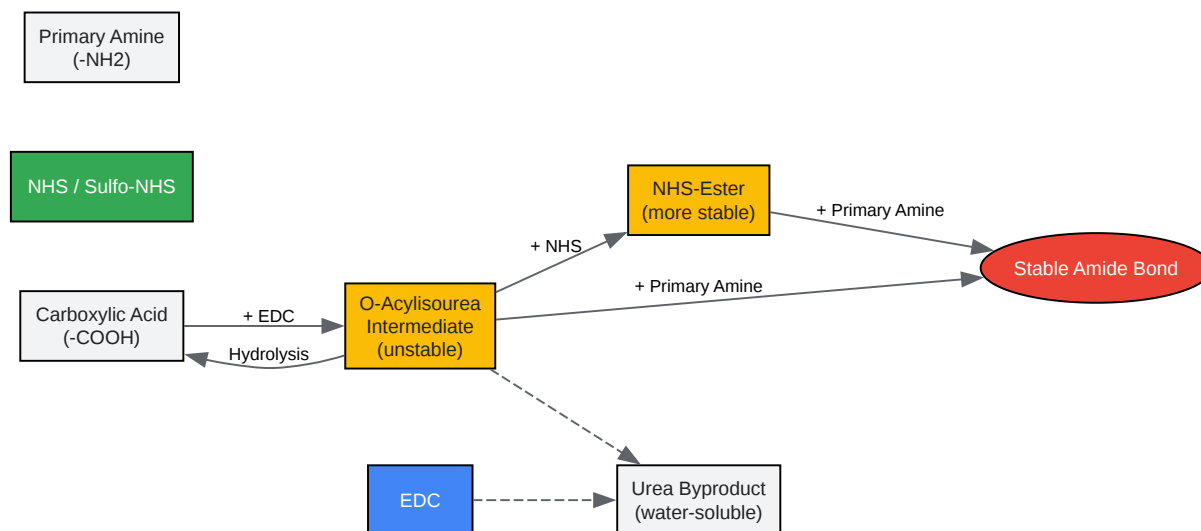 Primary Amine
(-NH2)
NHS / Sulfo-NHS
NHS-Ester
(more stable)
+ Primary Amine
+ NHS
Stable Amide Bond
+ Primary Amine
Carboxylic Acid
(-COOH)
+ EDC
Hydrolysis
O-Acylisourea
Intermediate
(unstable)
EDC
Urea Byproduct
(water-soluble)